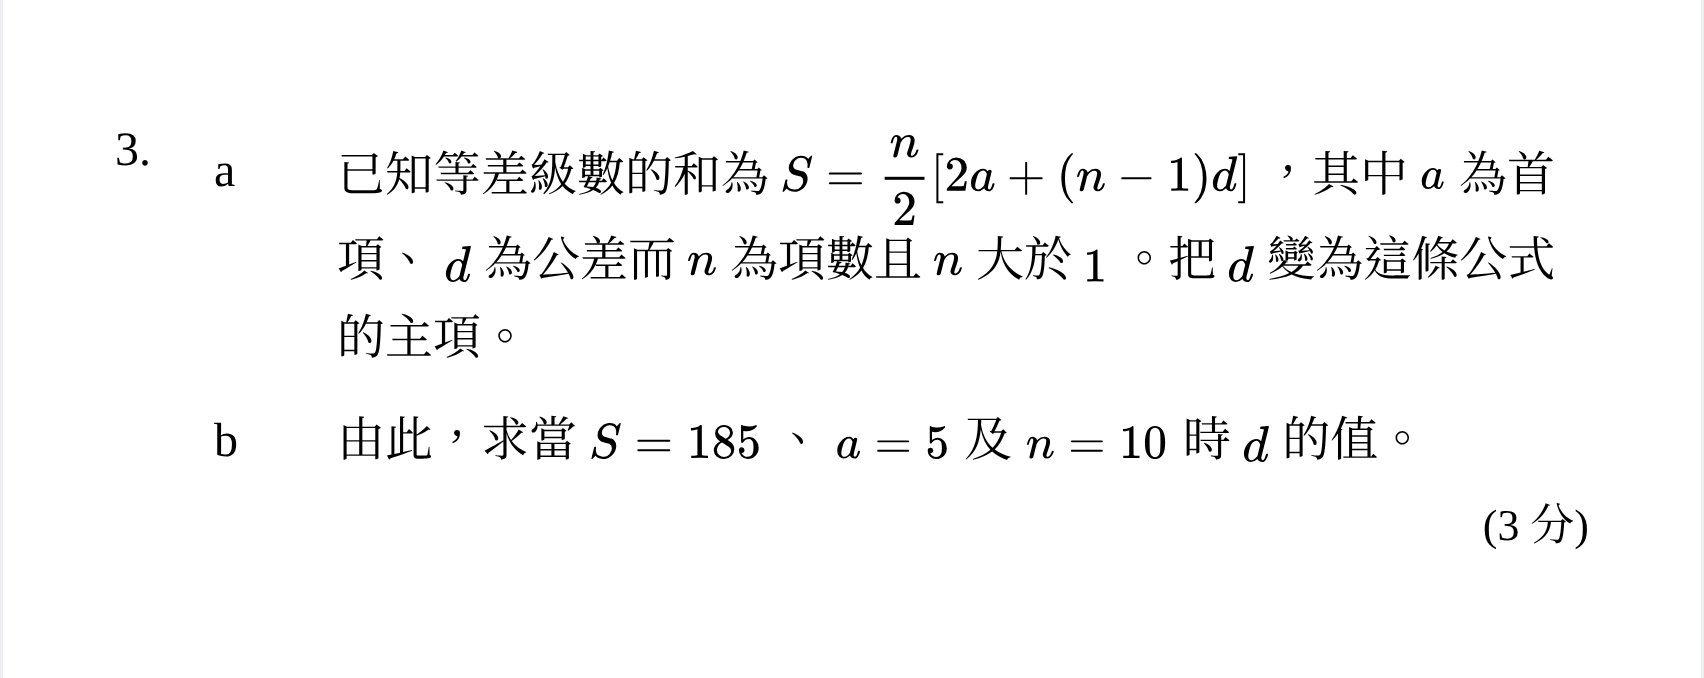 3. a 已知等差級數的和為 $S = \frac{n}{2}[2a + (n - 1)d]$ ，其中 $a$ 為首
項、 $d$ 為公差而 $n$ 為項數且 $n$ 大於 $1$ 。把 $d$ 變為這條公式
的主項。
b 由此，求當 $S = 185$ 、 $a = 5$ 及 $n = 10$ 時 $d$ 的值。
(3 分)